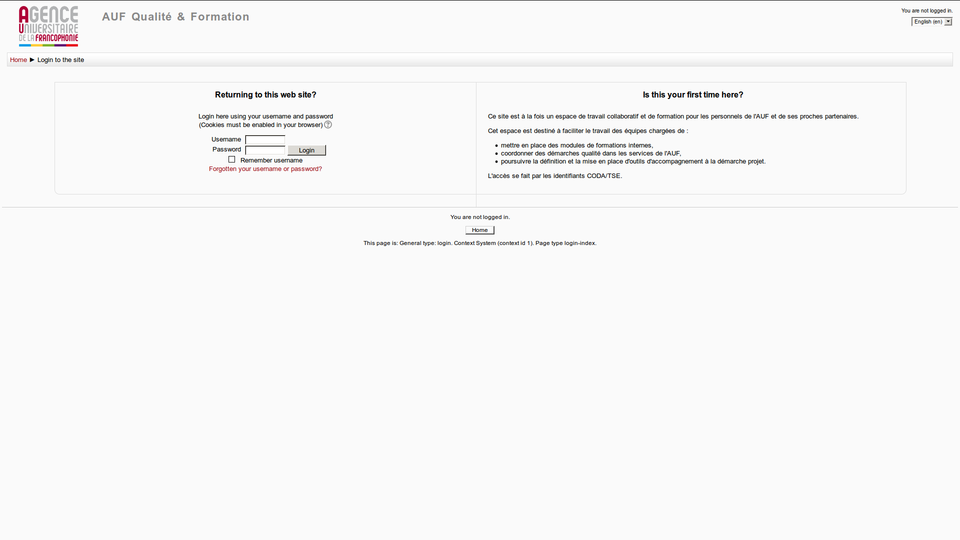 AGENCE
UNIVERSITAIRE
DE LA FRANCOPHONIE
AUF Qualité & Formation
You are not logged in.
English (en)
Home ► Login to the site
Returning to this web site?
Login here using your username and password
(Cookies must be enabled in your browser) ?
Username
Password
Login
Remember username
Forgotten your username or password?
Is this your first time here?
Ce site est à la fois un espace de travail collaboratif et de formation pour les personnels de l'AUF et de ses proches partenaires.
Cet espace est destiné à faciliter le travail des équipes chargées de :
• mettre en place des modules de formations internes,
• coordonner des démarches qualité dans les services de l'AUF,
• poursuivre la définition et la mise en place d'outils d'accompagnement à la démarche projet.
L'accès se fait par les identifiants CODA/TSE.
You are not logged in.
Home
This page is: General type: login. Context System (context id 1). Page type login-index.